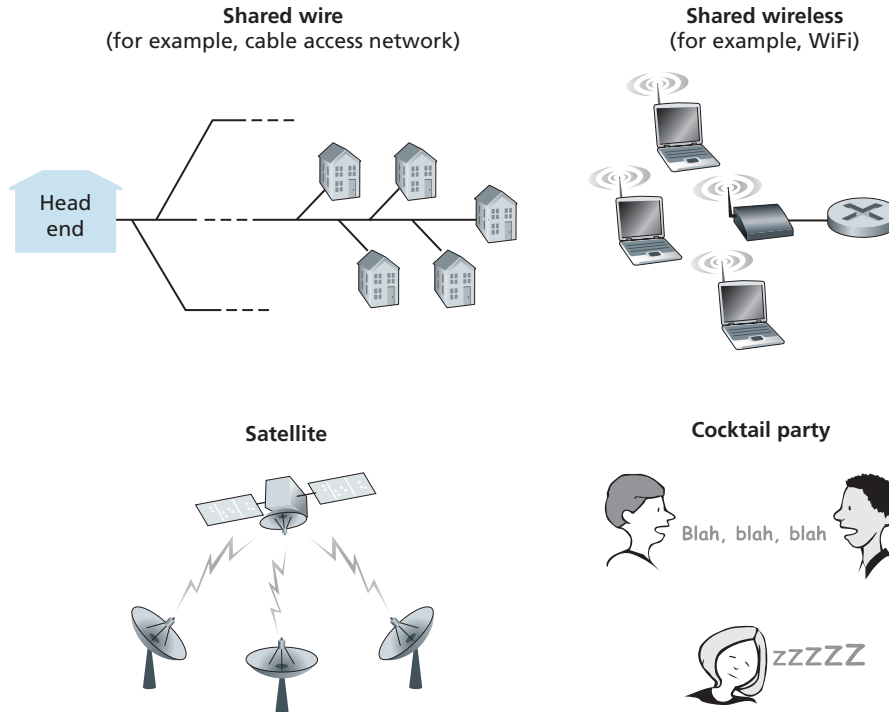 Shared wire
(for example, cable access network)
Head
end
Shared wireless
(for example, WiFi)
Satellite
Cocktail party
Blah, blah, blah
zzzzz